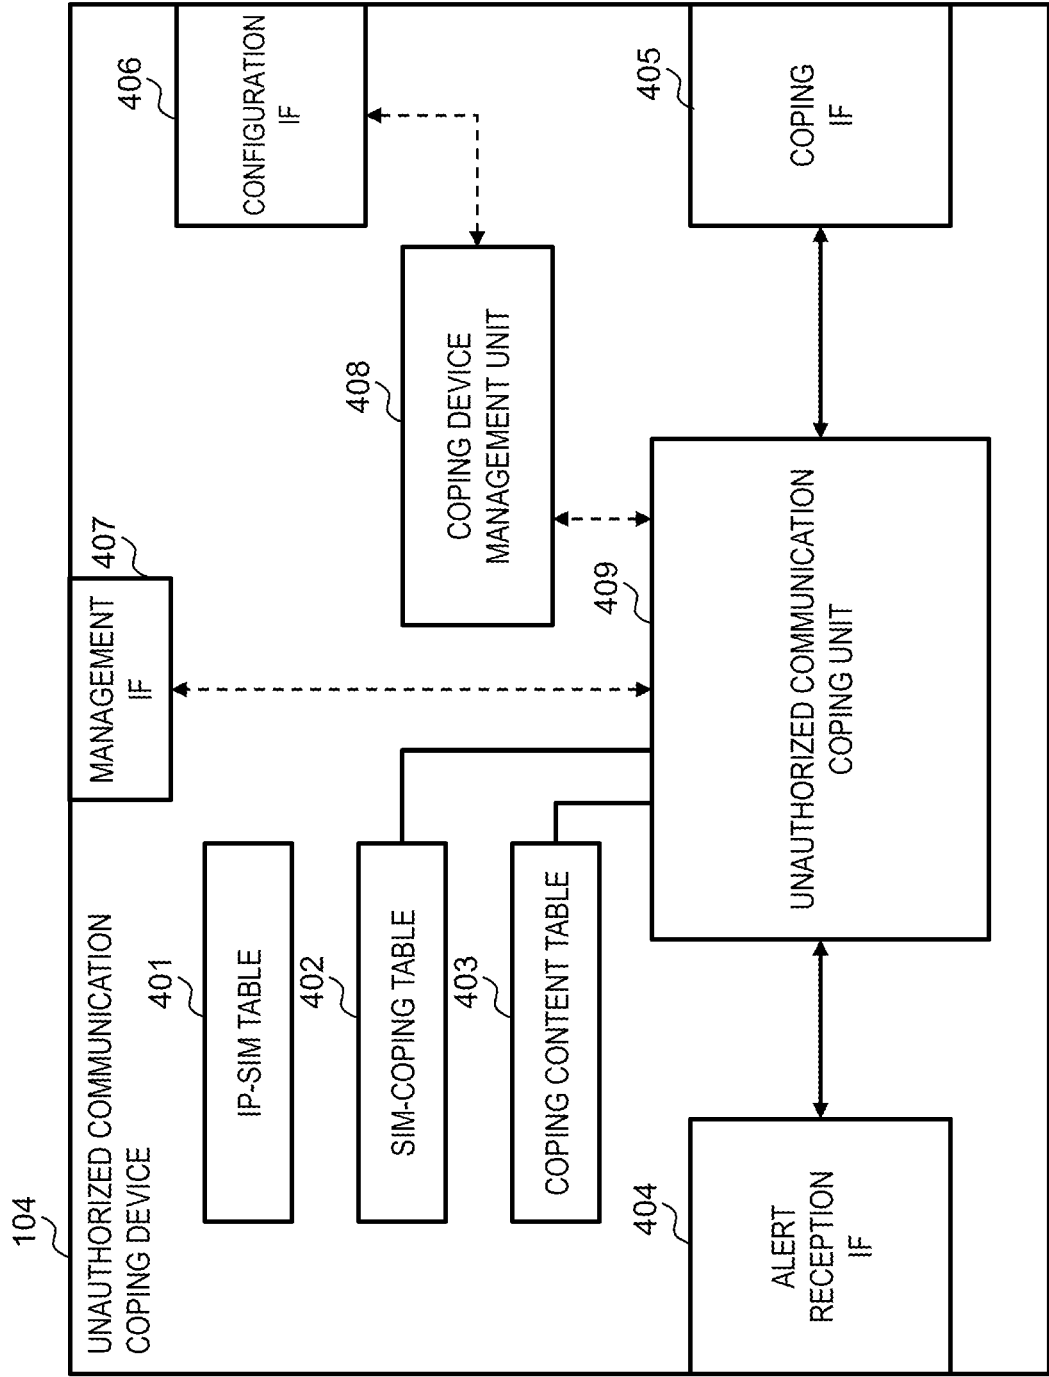 104
UNAUTHORIZED COMMUNICATION
COPING DEVICE
401
IP-SIM TABLE
402
SIM-COPING TABLE
403
COPING CONTENT TABLE
407
MANAGEMENT
IF
406
CONFIGURATION
IF
408
COPING DEVICE
MANAGEMENT UNIT
404
ALERT
RECEPTION
IF
409
UNAUTHORIZED COMMUNICATION
COPING UNIT
405
COPING
IF